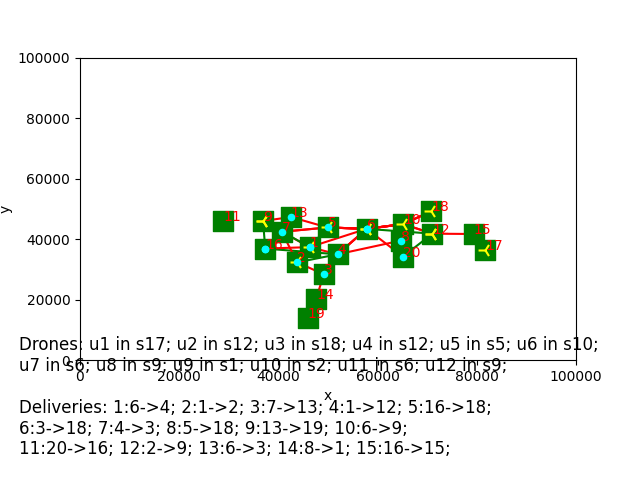 100000
80000
60000
40000
20000
0
0 20000 40000 60000 80000 100000
x
y
11
13
18
12
15
17
10
14
19
Drones: u1 in s17; u2 in s12; u3 in s18; u4 in s12; u5 in s5; u6 in s10;
u7 in s6; u8 in s9; u9 in s1; u10 in s2; u11 in s6; u12 in s9;
Deliveries: 1:6->4; 2:1->2; 3:7->13; 4:1->12; 5:16->18;
6:3->18; 7:4->3; 8:5->18; 9:13->19; 10:6->9;
11:20->16; 12:2->9; 13:6->3; 14:8->1; 15:16->15;